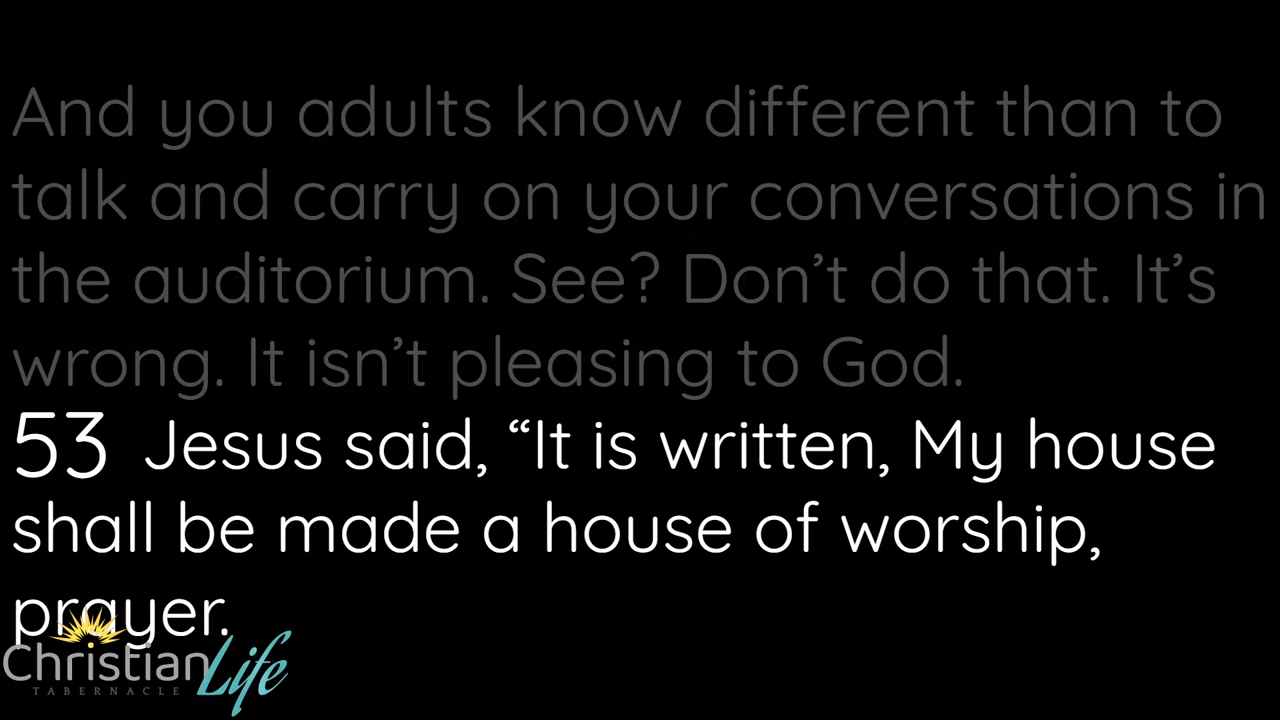 And you adults know different than to
talk and carry on your conversations in
the auditorium. See? Don’t do that. It’s
wrong. It isn’t pleasing to God.
53 Jesus said, “It is written, My house
shall be made a house of worship,
prayer.
Christian Life
TABERNACLE